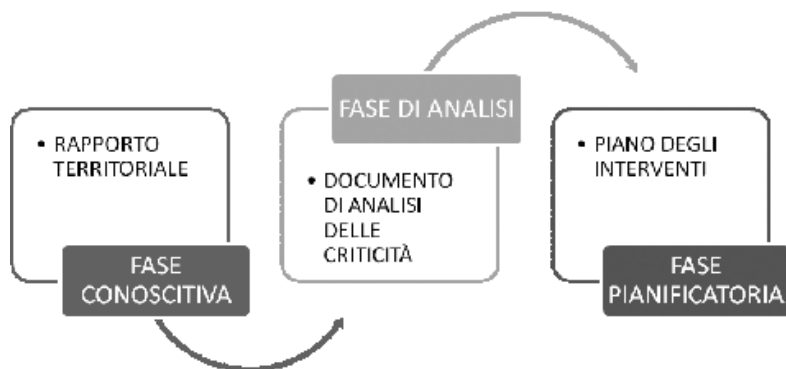 • RAPPORTO
TERRITORIALE
FASE
CONOSCITIVA
FASE DI ANALISI
• DOCUMENTO
DI ANALISI
DELLE
CRITICITÀ
• PIANO DEGLI
INTERVENTI
FASE
PIANIFICATORIA